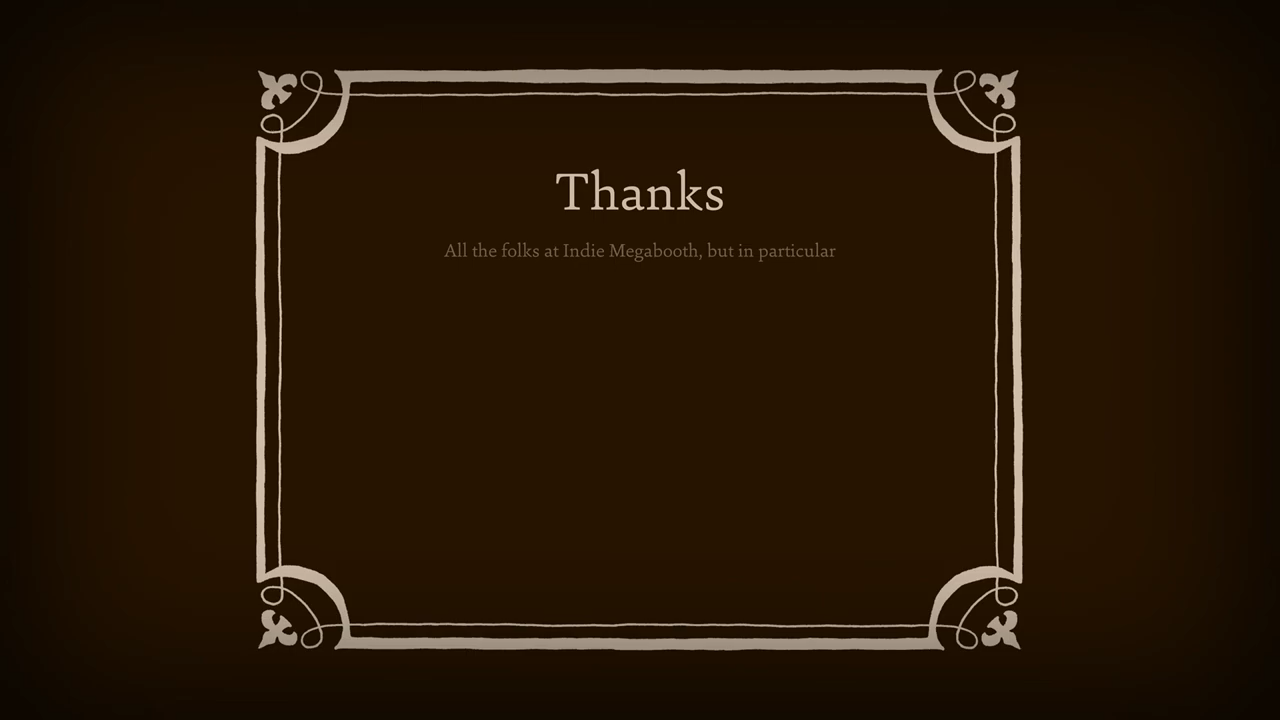 Thanks
All the folks at Indie Megabooth, but in particular